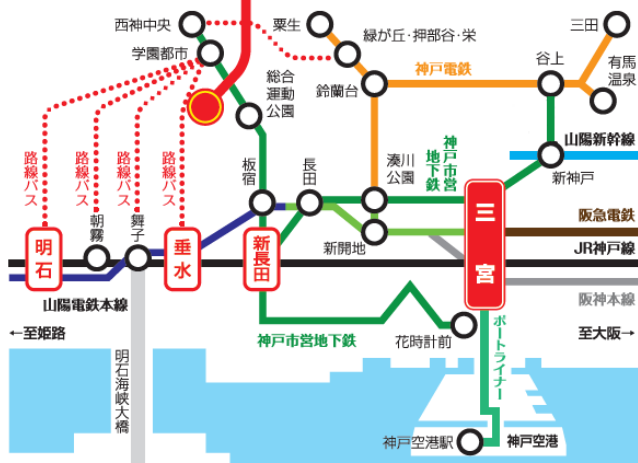 西神中央
粟生
三田
学園都市
緑が丘・押部谷・栄
谷上
有馬
温泉
総合
運動
公園
鈴蘭台
神戸電鉄
路線バス
路線バス
路線バス
路線バス
板宿
長田
湊川
公園
神戸市営
地下鉄
山陽新幹線
新神戸
朝霧
舞子
明石
垂水
新長田
新開地
三宮
阪急電鉄
JR神戸線
山陽電鉄本線
阪神本線
←至姫路
神戸市営地下鉄
花時計前
ポートライナー
至大阪→
明石海峡大橋
神戸空港駅
神戸空港